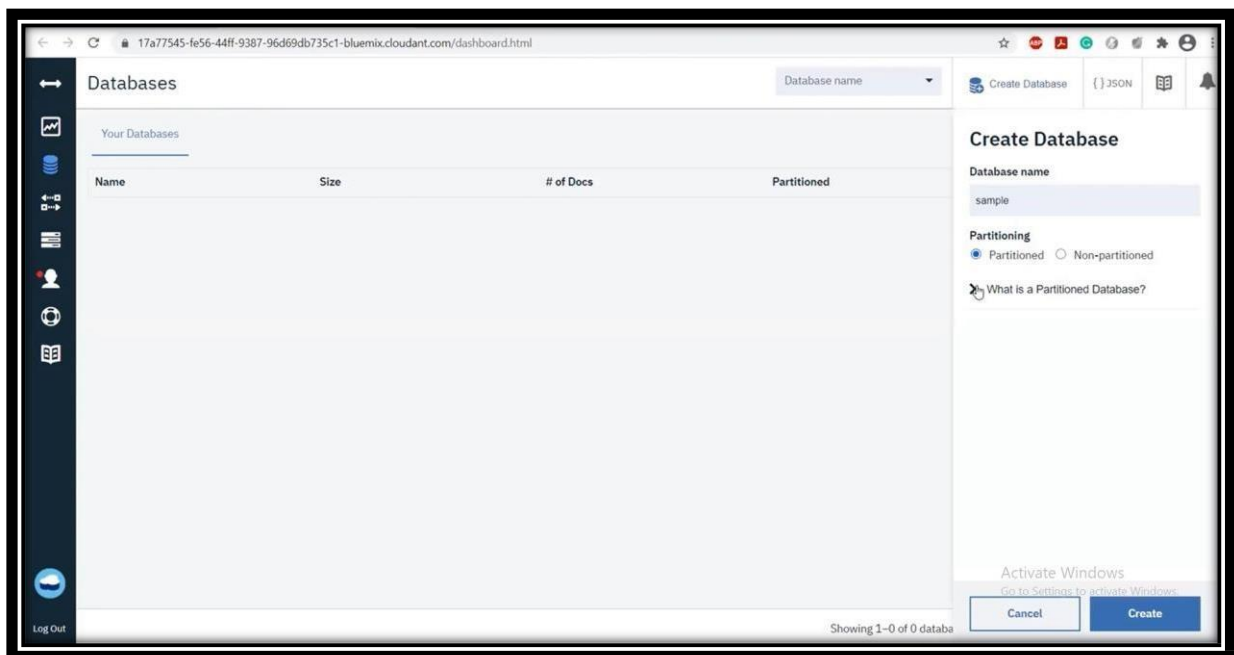 17a77545-fe56-44ff-9387-96d69db735c1-bluemix.cloudant.com/dashboard.html
ABP
Databases
Database name
Create Database
{ } JSON
Your Databases
Name Size # of Docs Partitioned
Create Database
Database name
sample
Partitioning
Partitioned Non-partitioned
What is a Partitioned Database?
Activate Windows
Go to Settings to activate Windows.
Cancel Create
Log Out
Showing 1–0 of 0 databa